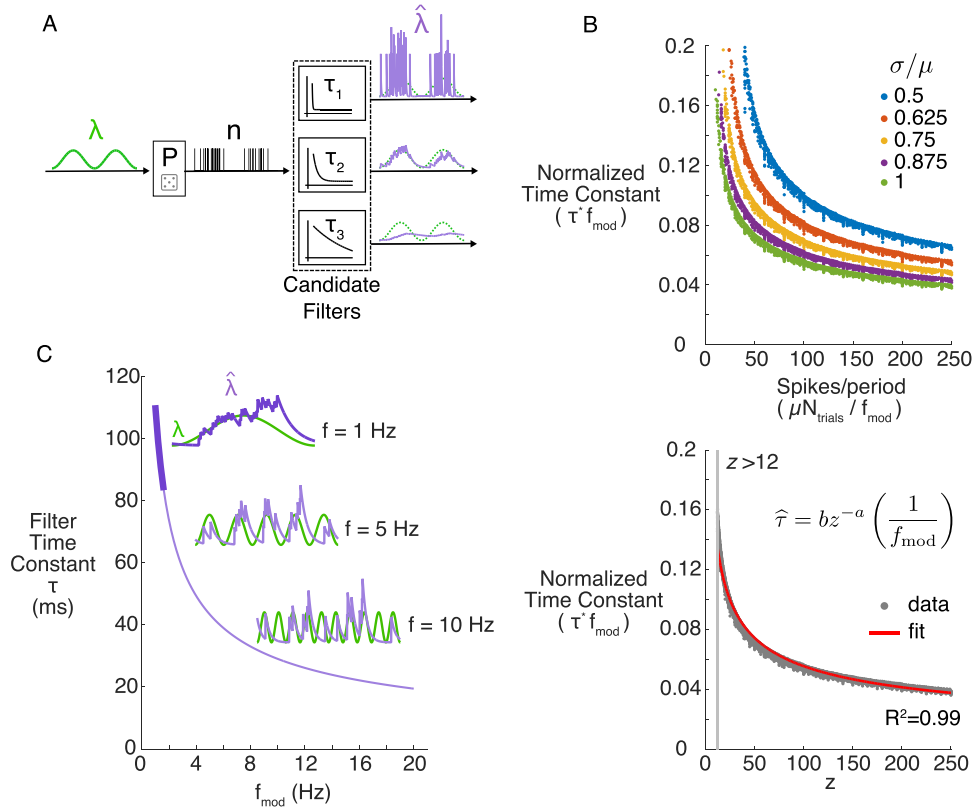 A
λ
P
n
τ1
τ2
τ3
λ̂
Candidate
Filters
B
0.2
0.16
0.12
0.08
0.04
0
Normalized
Time Constant
( τ* fmod )
σ/μ
0.5
0.625
0.75
0.875
1
0 50 100 150 200 250
Spikes/period
( μNtrials / fmod )
C
120
100
80
60
40
20
0
Filter
Time
Constant
τ
(ms)
λ̂
λ
f = 1 Hz
f = 5 Hz
f = 10 Hz
0 4 8 12 16 20
fmod (Hz)
0.2
0.16
0.12
0.08
0.04
0
Normalized
Time Constant
( τ* fmod )
z >12
τ̂ = bz^-a (1/fmod)
data
fit
R²=0.99
0 50 100 150 200 250
z